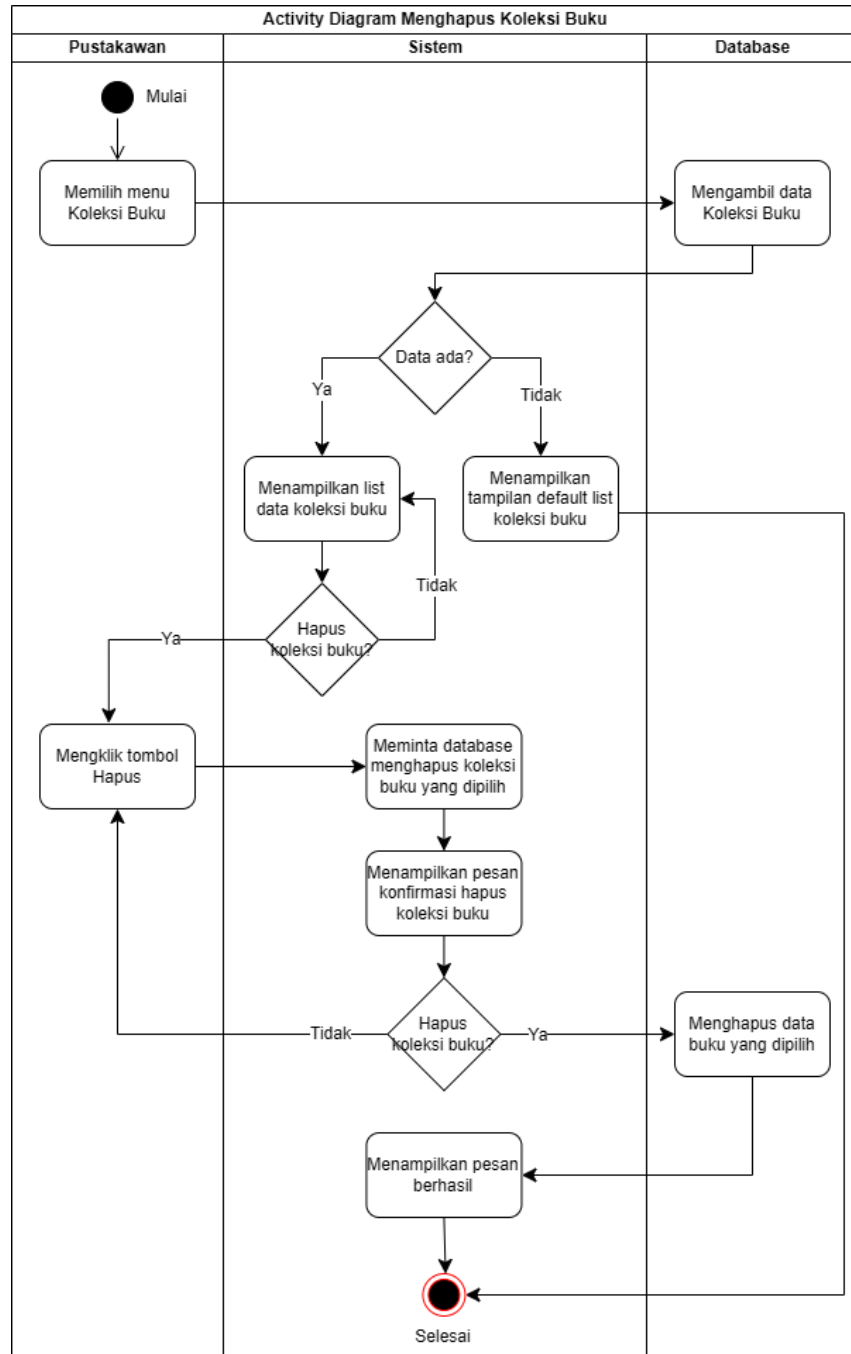 Activity Diagram Menghapus Koleksi Buku
Pustakawan
Sistem
Database
Mulai
Memilih menu
Koleksi Buku
Mengambil data
Koleksi Buku
Data ada?
Ya
Tidak
Menampilkan list
data koleksi buku
Menampilkan
tampilan default list
koleksi buku
Tidak
Hapus
koleksi buku?
Ya
Mengklik tombol
Hapus
Meminta database
menghapus koleksi
buku yang dipilih
Menampilkan pesan
konfirmasi hapus
koleksi buku
Hapus
koleksi buku?
Tidak
Ya
Menghapus data
buku yang dipilih
Menampilkan pesan
berhasil
Selesai